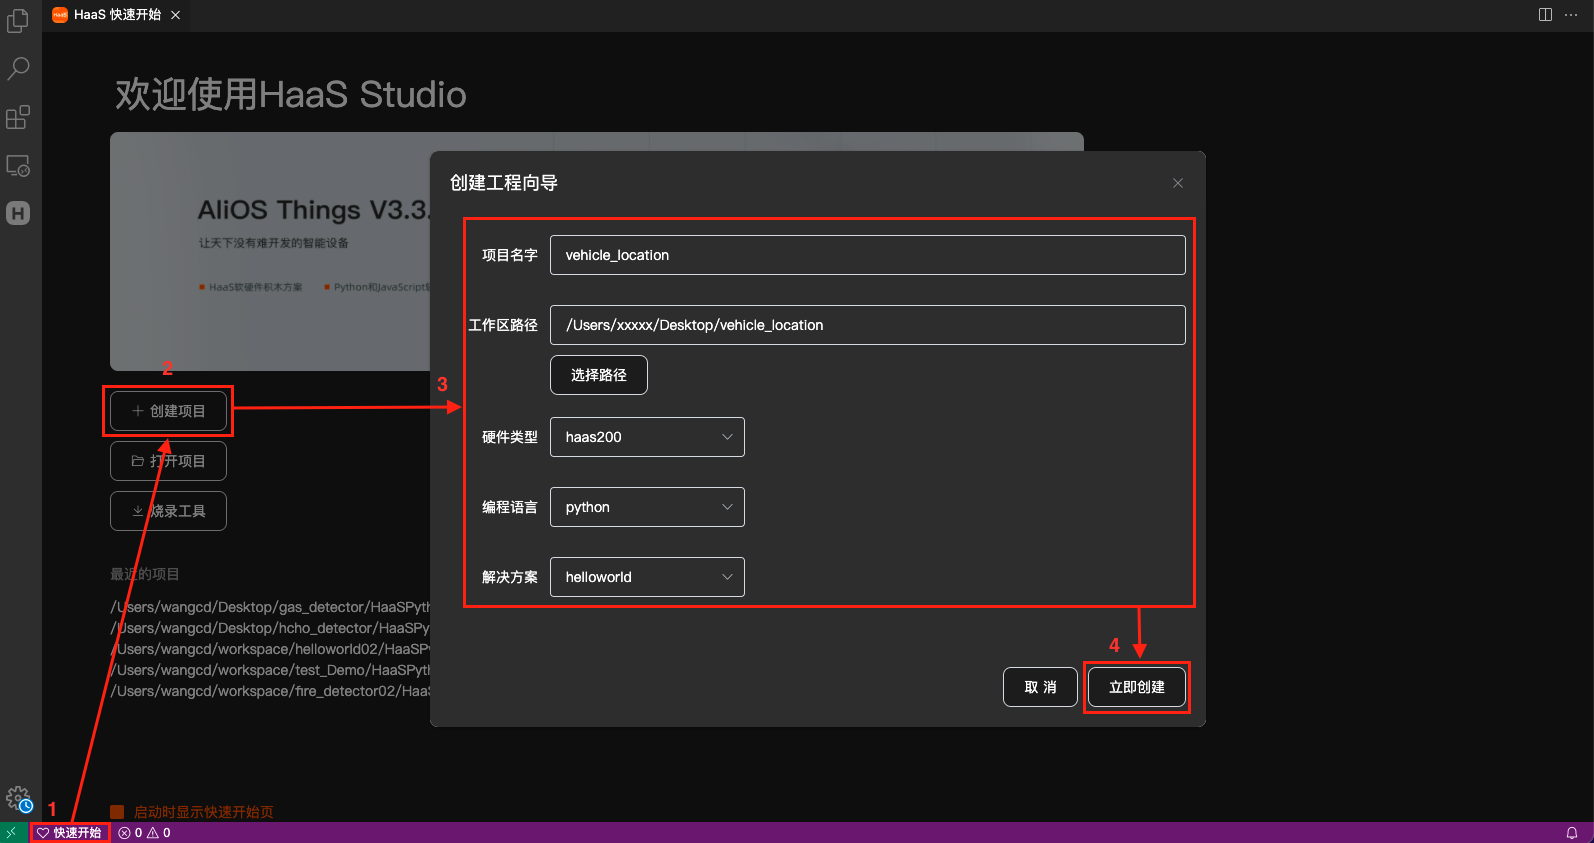 HaaS 快速开始
欢迎使用HaaS Studio
AliOS Things V3.3.
让天下没有难开发的智能设备
HaaS软硬件积木方案
Python和JavaScript
2
创建项目
打开项目
烧录工具
最近的项目
/Users/wangcd/Desktop/gas_detector/HaaSPyth
/Users/wangcd/Desktop/hcho_detector/HaaSPy
/Users/wangcd/workspace/helloworld02/HaaSP
/Users/wangcd/workspace/test_Demo/HaaSPyth
/Users/wangcd/workspace/fire_detector02/Haa
启动时显示快速开始页
创建工程向导
3
项目名字
vehicle_location
工作区路径
/Users/xxxxx/Desktop/vehicle_location
选择路径
硬件类型
haas200
编程语言
python
解决方案
helloworld
4
取 消
立即创建
1
快速开始
0
0